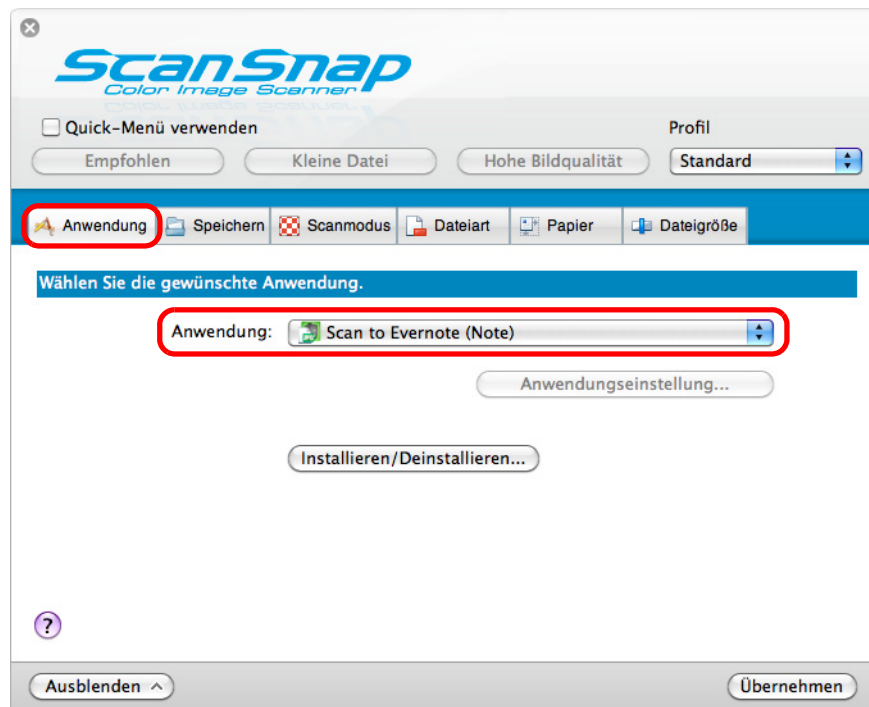 ScanSnap
Color Image Scanner
Quick-Menü verwenden
Profil
Empfohlen Kleine Datei Hohe Bildqualität Standard
Anwendung Speichern Scanmodus Dateiart Papier Dateigröße
Wählen Sie die gewünschte Anwendung.
Anwendung: Scan to Evernote (Note)
Anwendungseinstellung...
Installieren/Deinstallieren...
?
Ausblenden Übernehmen